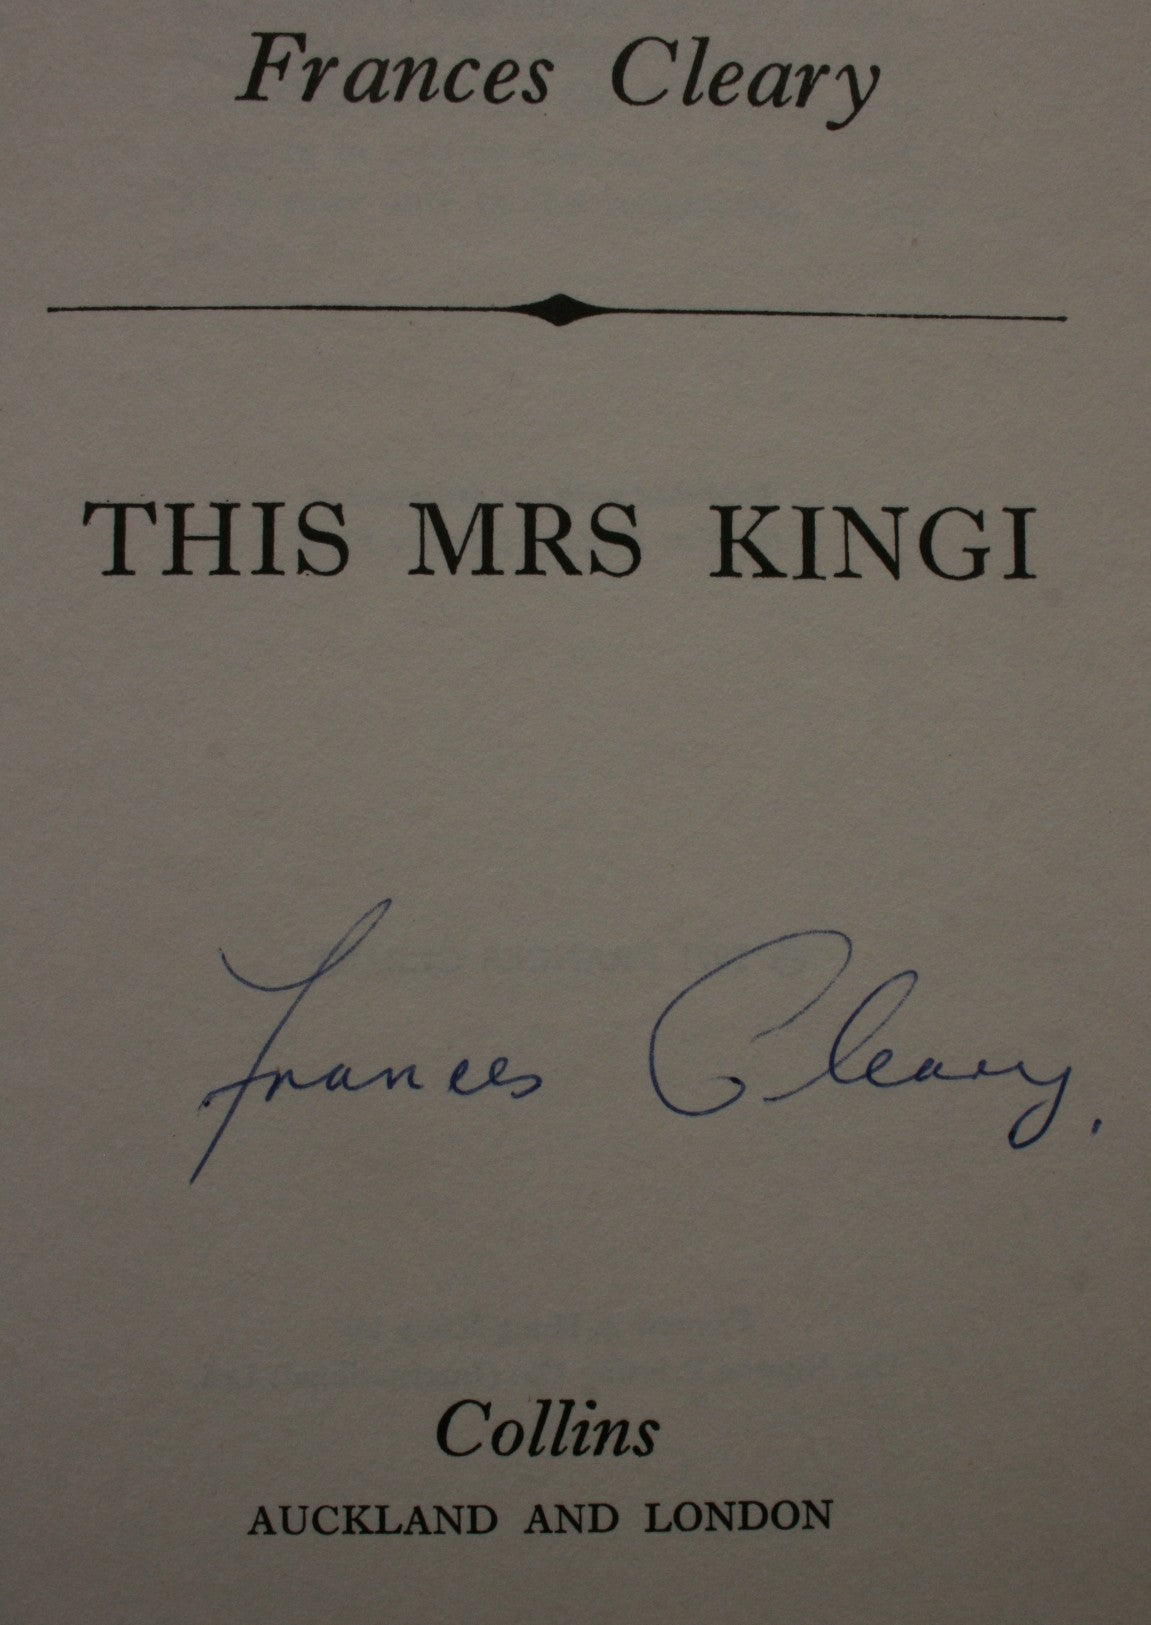 Frances Cleary
THIS MRS KINGI
Frances Cleary.
Collins
AUCKLAND AND LONDON